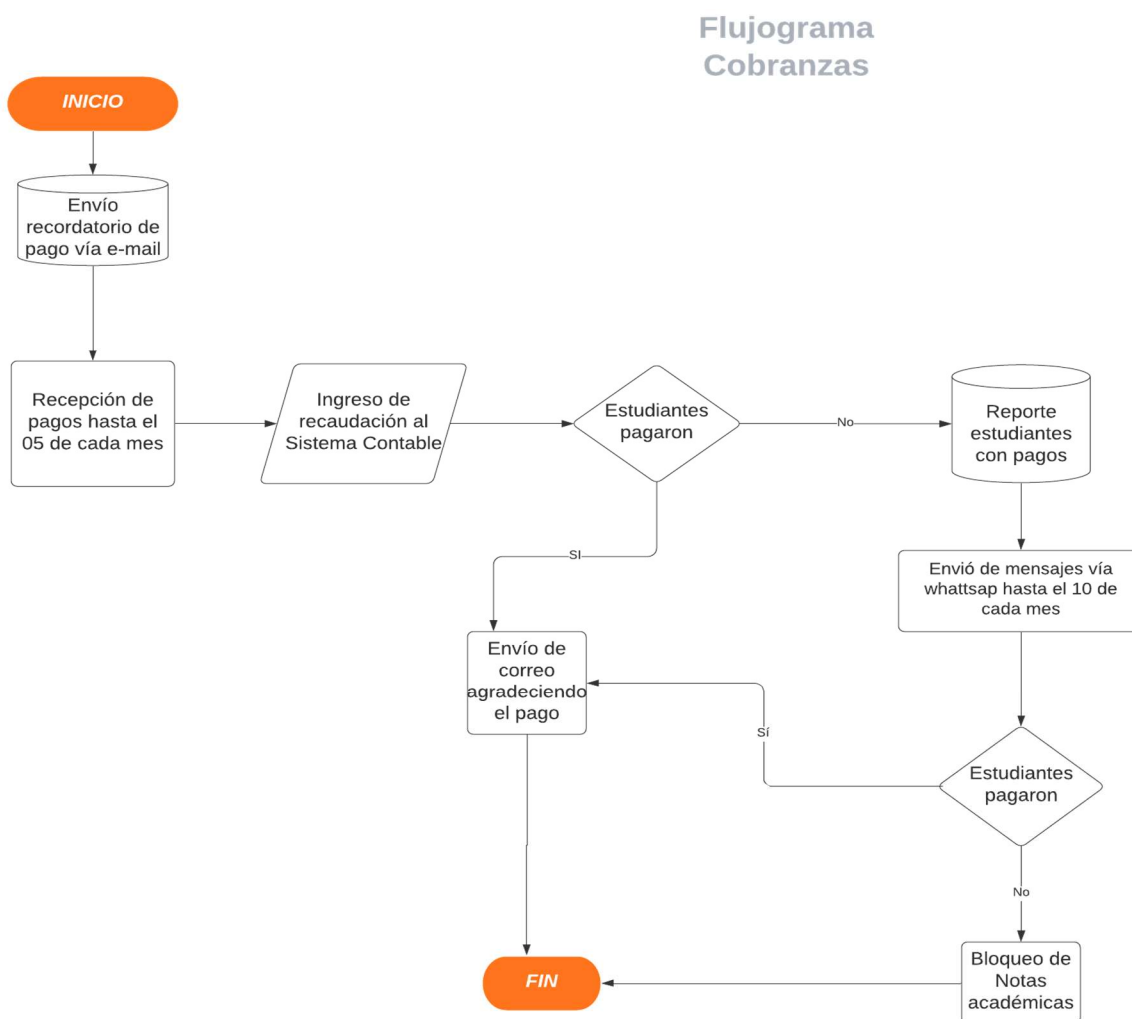 Flujograma
Cobranzas
INICIO
Envío
recordatorio de
pago vía e-mail
Recepción de
pagos hasta el
05 de cada mes
Ingreso de
recaudación al
Sistema Contable
Estudiantes
pagaron
No
Reporte
estudiantes
con pagos
SI
Envió de mensajes vía
whattsap hasta el 10 de
cada mes
Envío de
correo
agradeciendo
el pago
Sí
Estudiantes
pagaron
No
Bloqueo de
Notas
académicas
FIN